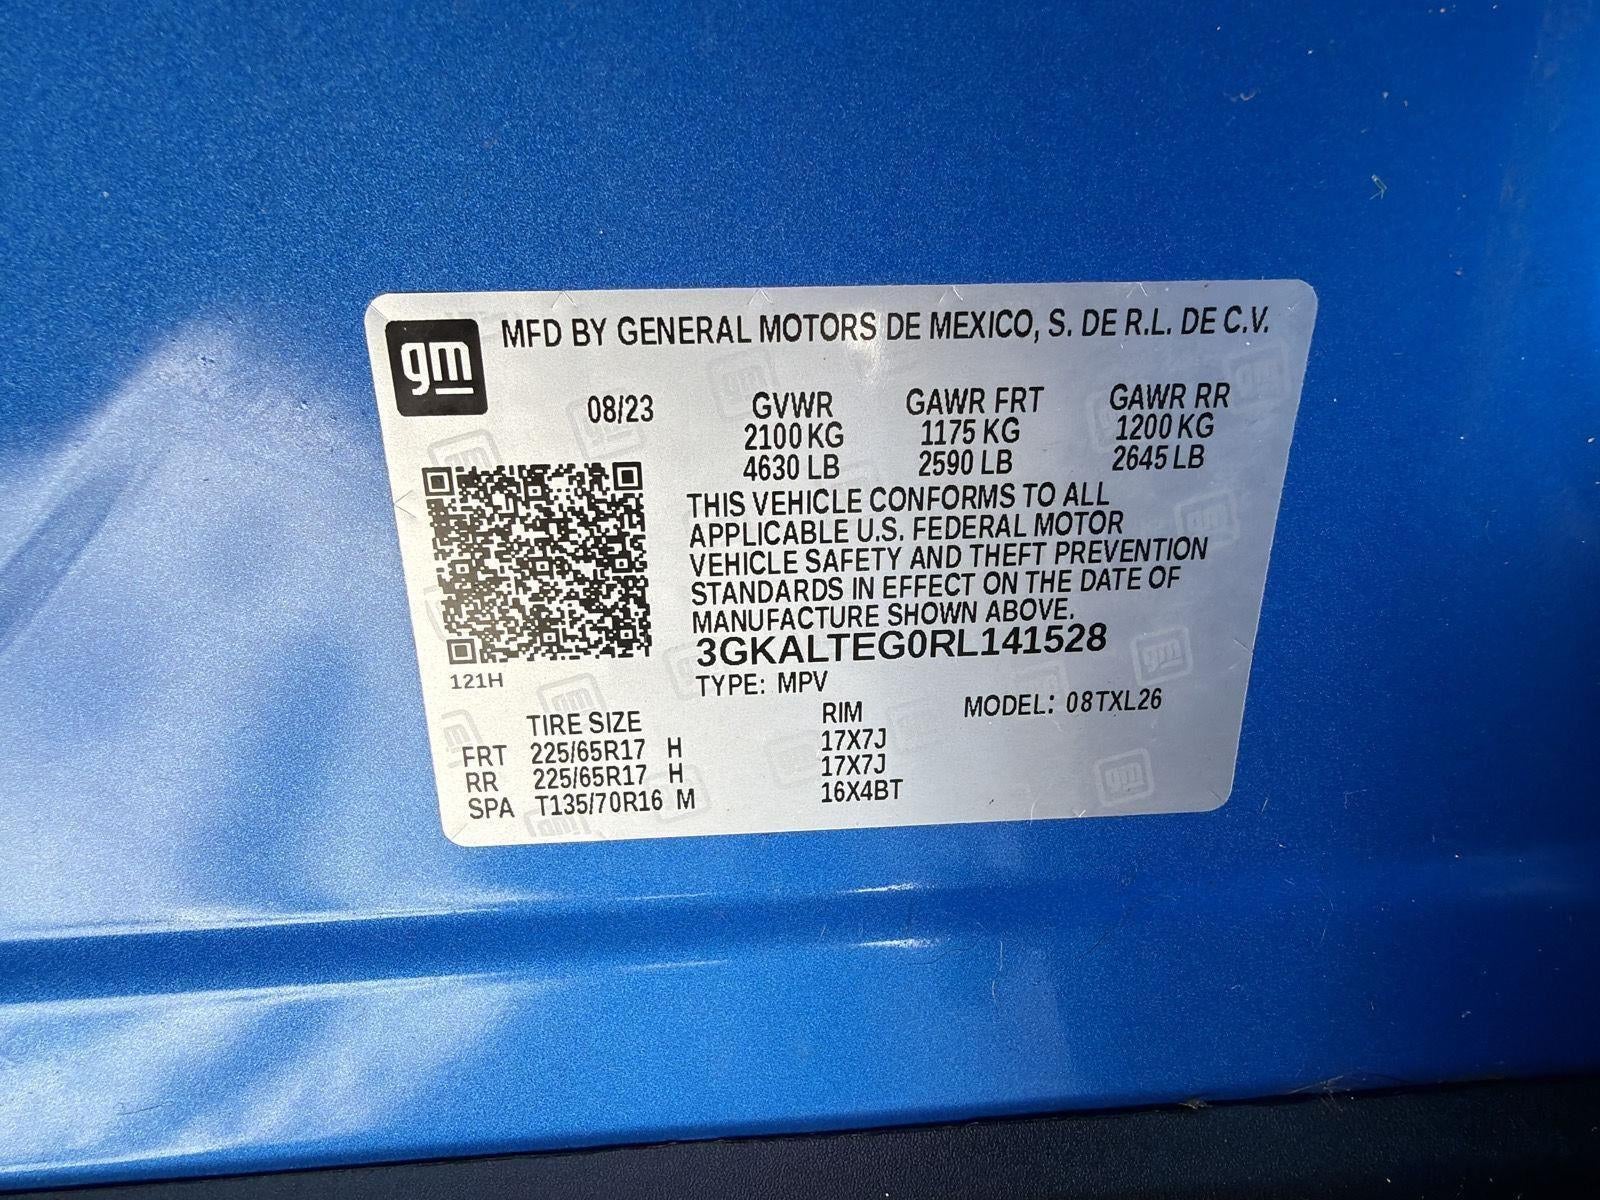 gm
MFD BY GENERAL MOTORS DE MEXICO, S. DE R.L. DE C.V.
08/23 GVWR GAWR FRT GAWR RR
2100 KG 1175 KG 1200 KG
4630 LB 2590 LB 2645 LB
THIS VEHICLE CONFORMS TO ALL
APPLICABLE U.S. FEDERAL MOTOR
VEHICLE SAFETY AND THEFT PREVENTION
STANDARDS IN EFFECT ON THE DATE OF
MANUFACTURE SHOWN ABOVE.
3GKALTEG0RL141528
121H
TYPE: MPV
MODEL: 08TXL26
TIRE SIZE RIM
FRT 225/65R17 H 17X7J
RR 225/65R17 H 17X7J
SPA T135/70R16 M 16X4BT